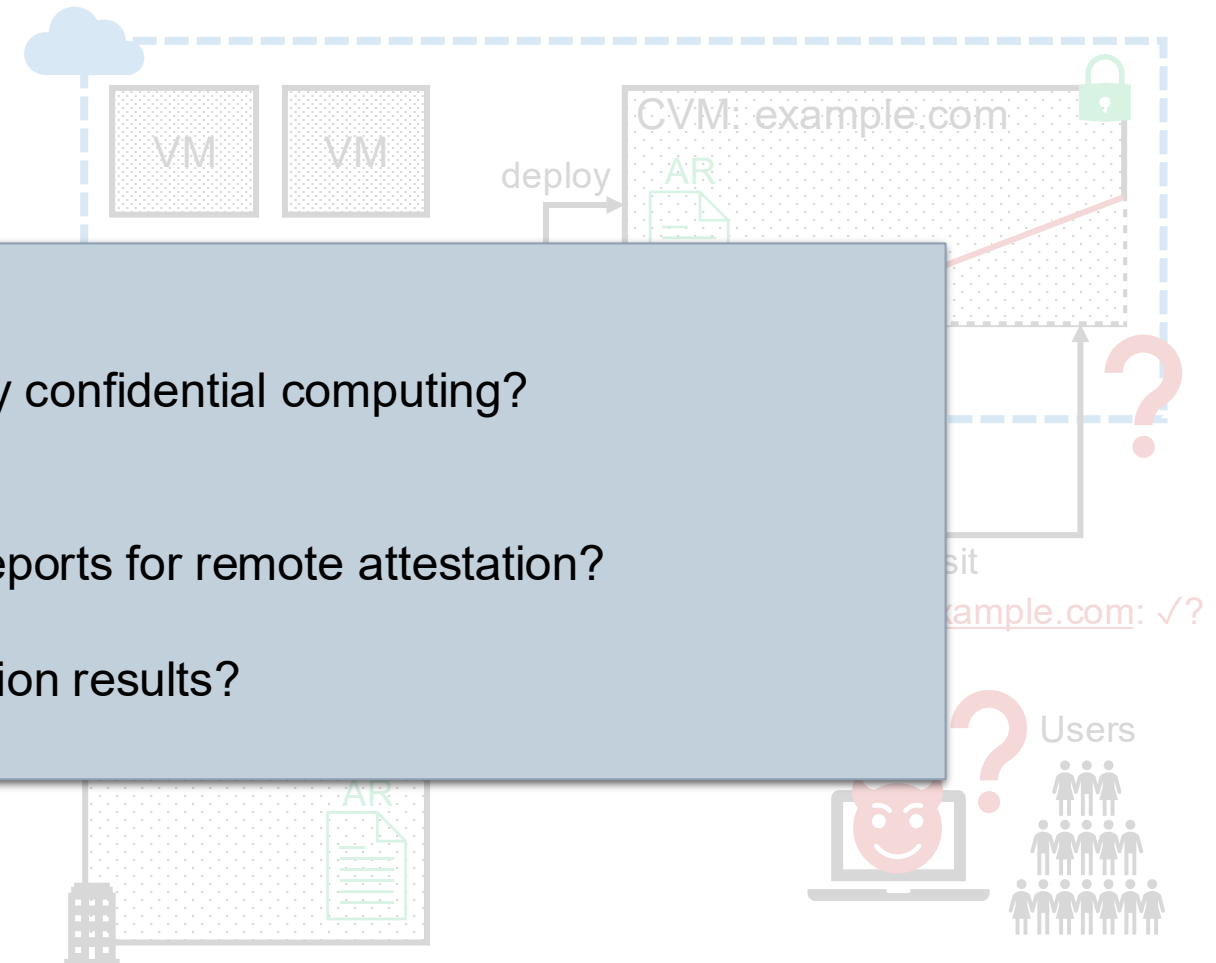 VM
VM
CVM: example.com
deploy
AR
y confidential computing?
eports for remote attestation?
sit
xample.com: ✓?
ion results?
Users
AR